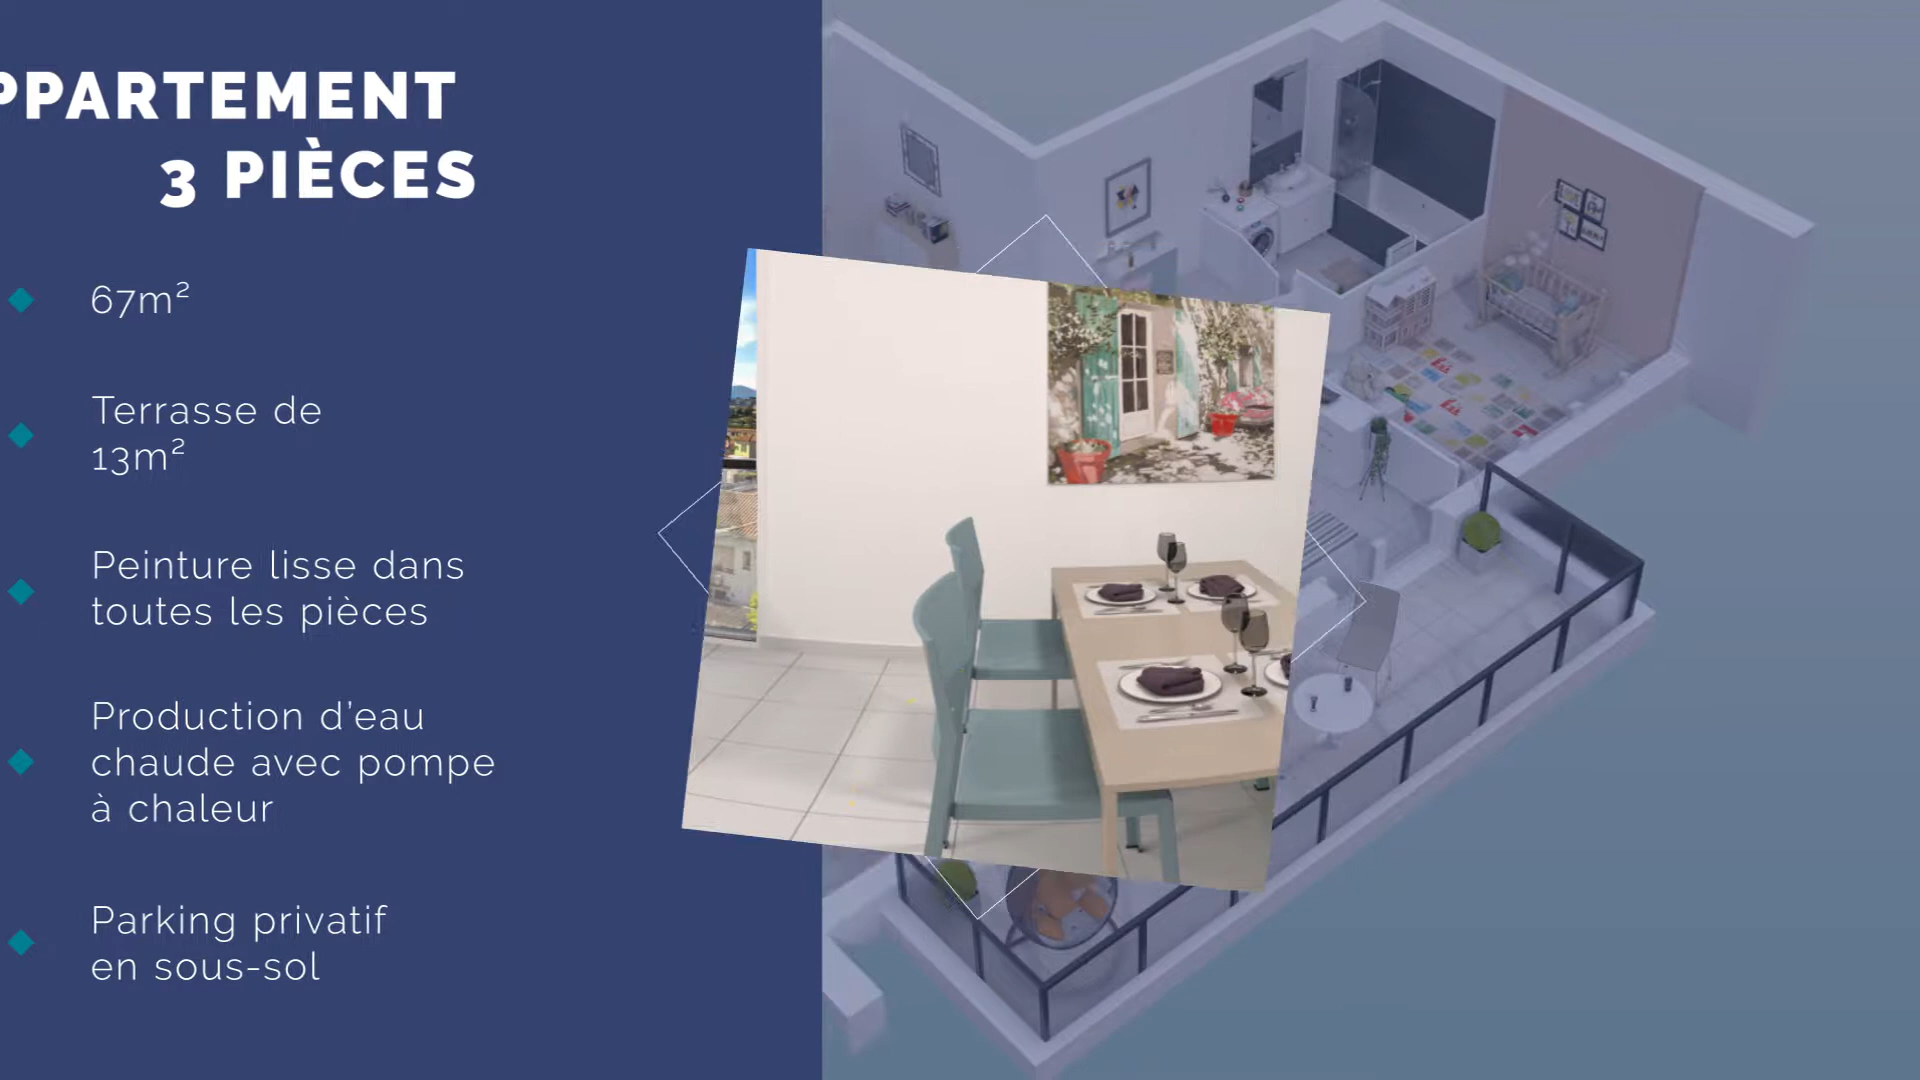 PPARTEMENT
3 PIÈCES
67m²
Terrasse de
13m²
Peinture lisse dans
toutes les pièces
Production d’eau
chaude avec pompe
à chaleur
Parking privatif
en sous-sol